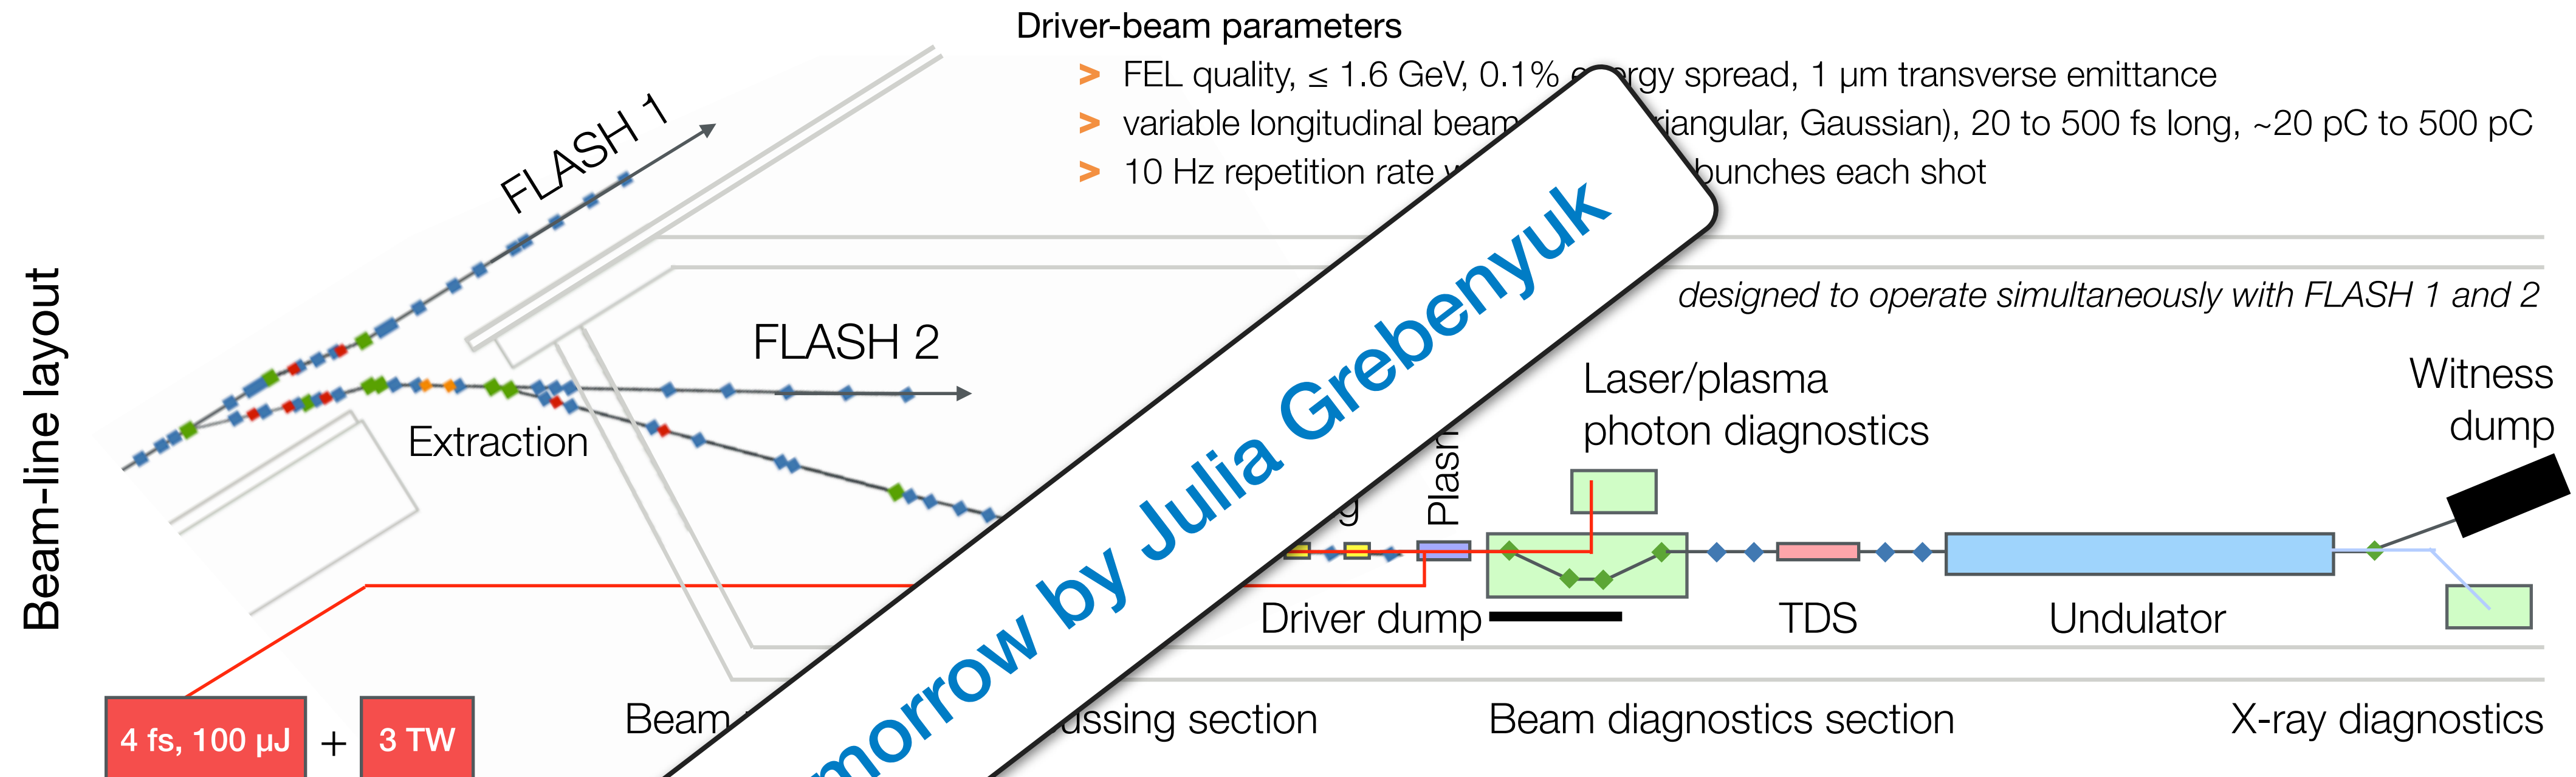 Driver-beam parameters
> FEL quality, ≤ 1.6 GeV, 0.1% energy spread, 1 µm transverse emittance
> variable longitudinal beam riangular, Gaussian), 20 to 500 fs long, ~20 pC to 500 pC
> 10 Hz repetition rate bunches each shot
designed to operate simultaneously with FLASH 1 and 2
Beam-line layout
FLASH 1
FLASH 2
Extraction
morrow by Julia Grebenyuk
Plasm
g
Laser/plasma
photon diagnostics
Witness
dump
Driver dump
TDS
Undulator
4 fs, 100 µJ + 3 TW
Beam
ussing section
Beam diagnostics section
X-ray diagnostics